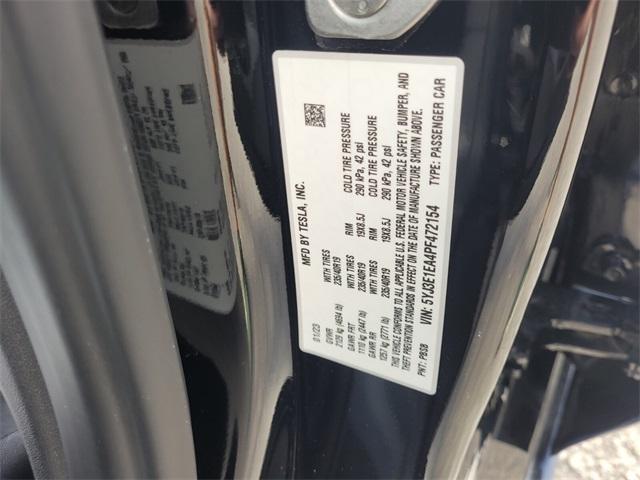 MFD BY TESLA, INC.
01/23
GVWR
2129 kg (4694 lb)
GAWR FRT
1110 kg (2447 lb)
WITH TIRES
235/40R19
RIM
19X8.5J
COLD TIRE PRESSURE
290 kPa, 42 psi
GAWR RR
1257 kg (2771 lb)
WITH TIRES
235/40R19
RIM
19X8.5J
COLD TIRE PRESSURE
290 kPa, 42 psi
THIS VEHICLE CONFORMS TO ALL APPLICABLE U.S. FEDERAL MOTOR VEHICLE SAFETY, BUMPER, AND
THEFT PREVENTION STANDARDS IN EFFECT ON THE DATE OF MANUFACTURE SHOWN ABOVE.
VIN: 5YJ3E1EA4PF472154
PNT: PBSB
TYPE: PASSENGER CAR